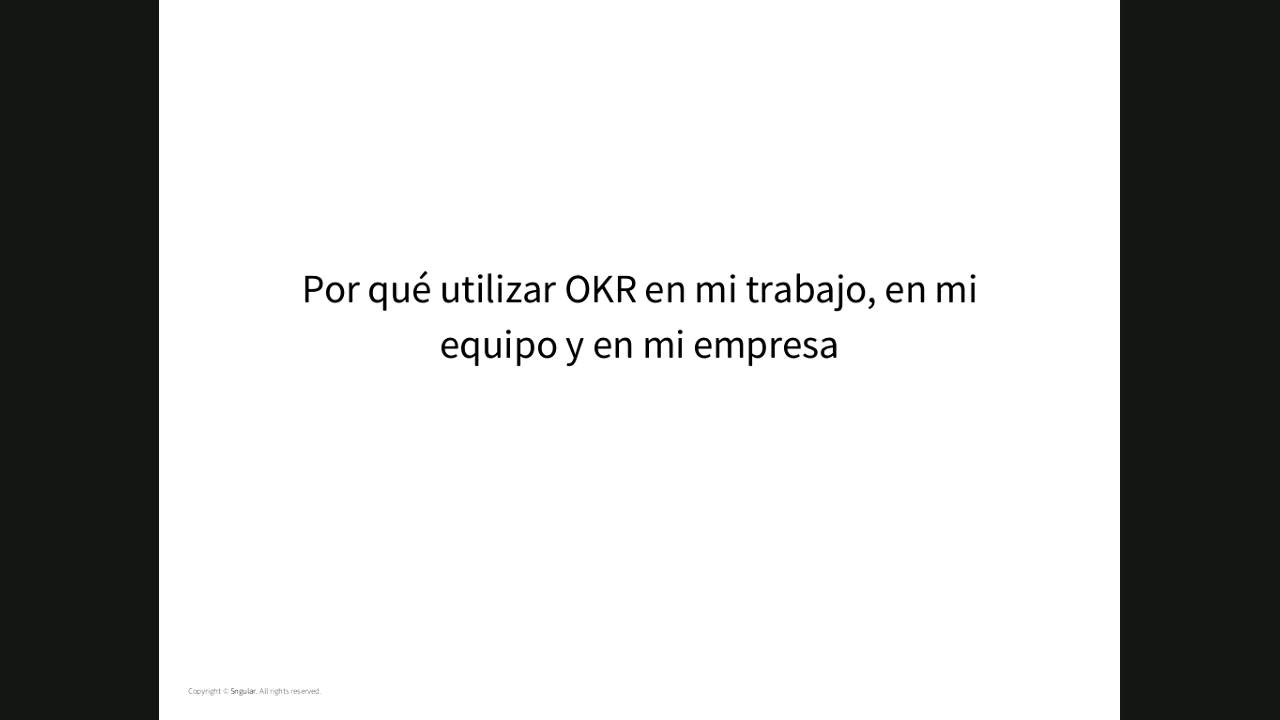 Por qué utilizar OKR en mi trabajo, en mi
equipo y en mi empresa
Copyright © Sngular. All rights reserved.